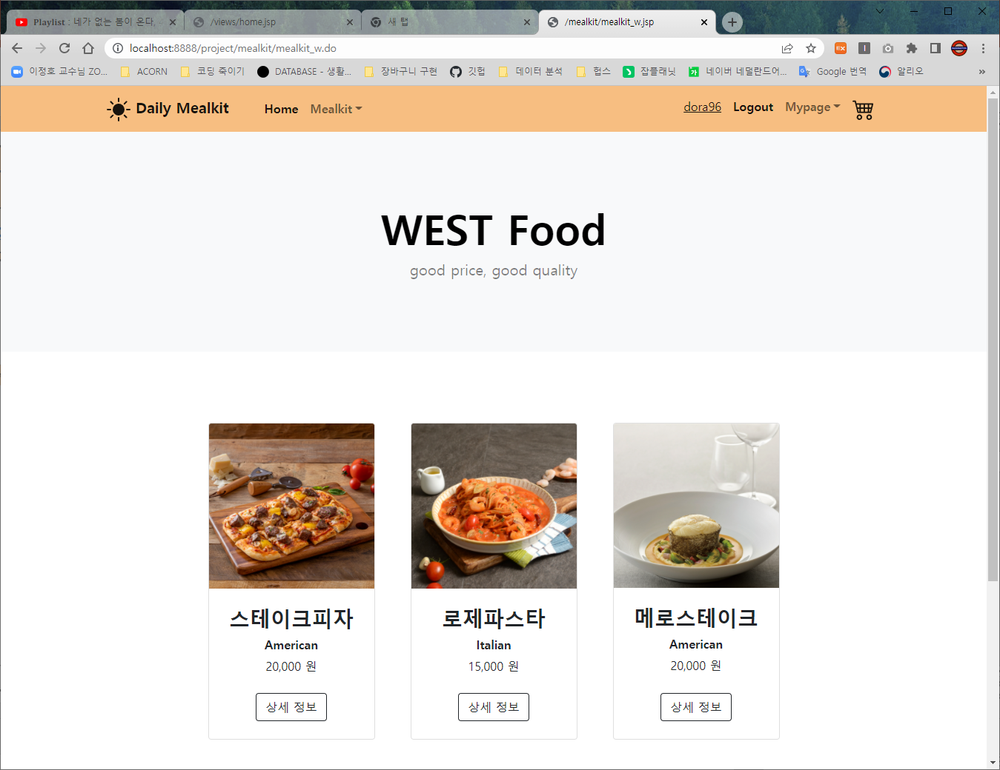 Playlist : 네가 없는 봄이 온다,
/views/home.jsp
새 탭
/mealkit/mealkit_w.jsp
localhost:8888/project/mealkit/mealkit_w.do
이정호 교수님 ZO...
ACORN
코딩 죽이기
DATABASE - 생활...
장바구니 구현
깃헙
데이터 분석
헙스
잡플래닛
네이버 네덜란드어...
Google 번역
알리오
»
Daily Mealkit
Home
Mealkit
dora96
Logout
Mypage
WEST Food
good price, good quality
스테이크피자
American
20,000 원
상세 정보
로제파스타
Italian
15,000 원
상세 정보
메로스테이크
American
20,000 원
상세 정보